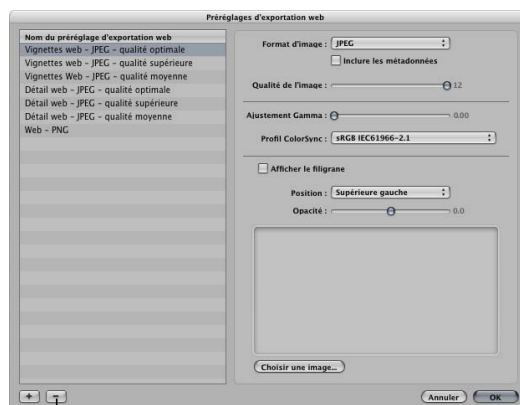 Préréglages d'exportation web
Nom du préréglage d'exportation web
Vignettes web – JPEG – qualité optimale
Vignettes web – JPEG – qualité supérieure
Vignettes Web – JPEG – qualité moyenne
Détail web – JPEG – qualité optimale
Détail web – JPEG – qualité supérieure
Détail web – JPEG – qualité moyenne
Web – PNG
Format d'image : JPEG
Inclure les métadonnées
Qualité de l'image : 12
Ajustement Gamma : 0.00
Profil ColorSync : sRGB IEC61966-2.1
Afficher le filigrane
Position : Supérieure gauche
Opacité : 0.0
Choisir une image...
+ −
Annuler OK